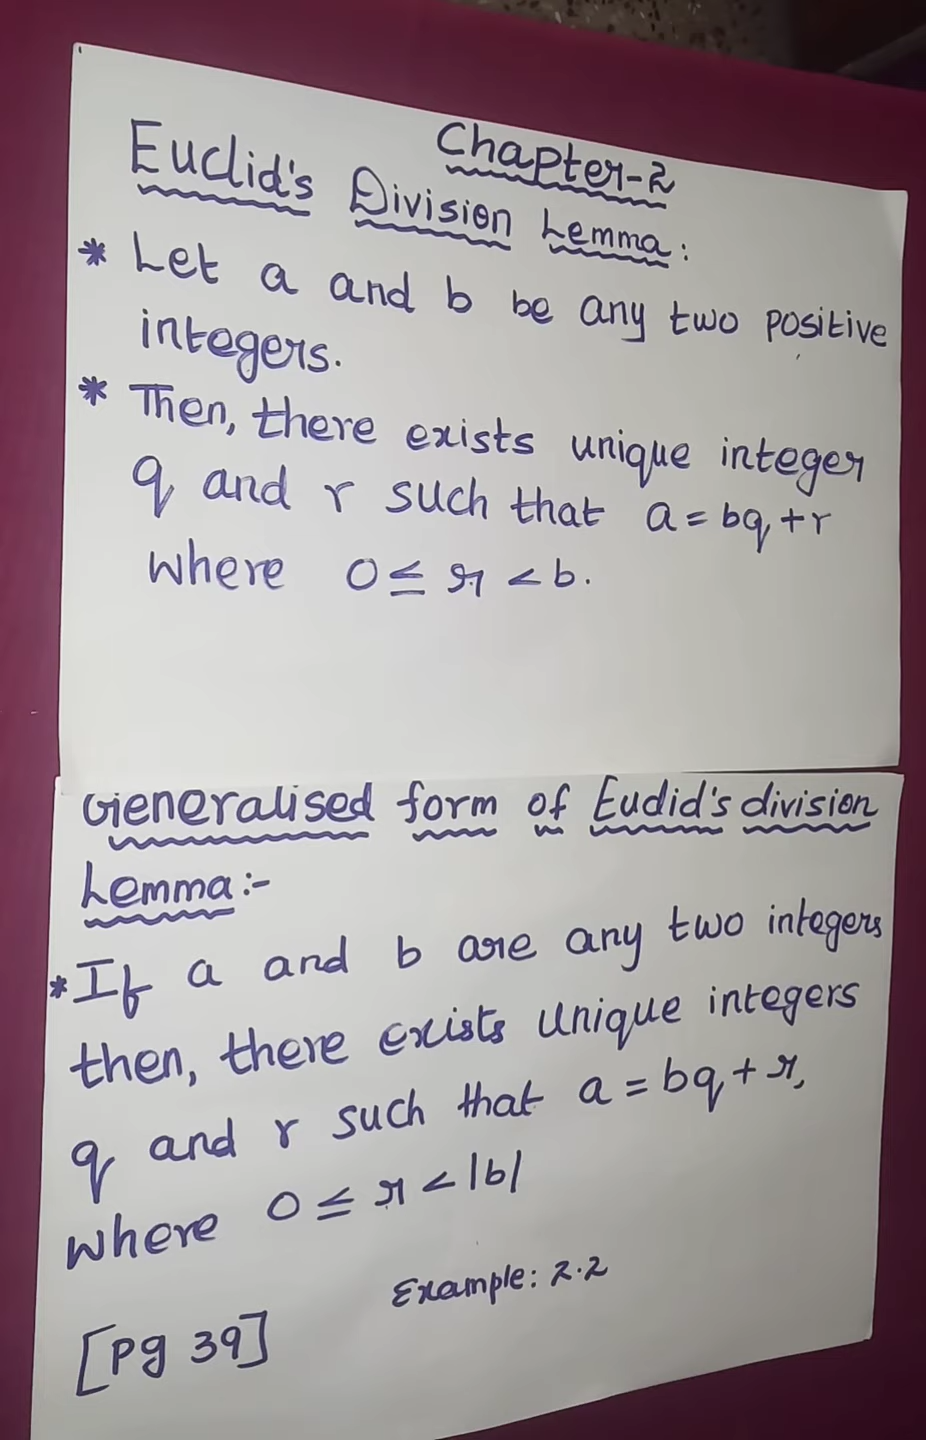 Chapter-2
Euclid's Division Lemma:
* Let a and b be any two positive
integers.
* Then, there exists unique integer
q and r such that a = bq + r
where 0 ≤ r < b.
Generalised form of Euclid's division
Lemma:-
* If a and b are any two integers
then, there exists unique integers
q and r such that a = bq + r,
where 0 ≤ r < |b|
Example: 2.2
[Pg 39]